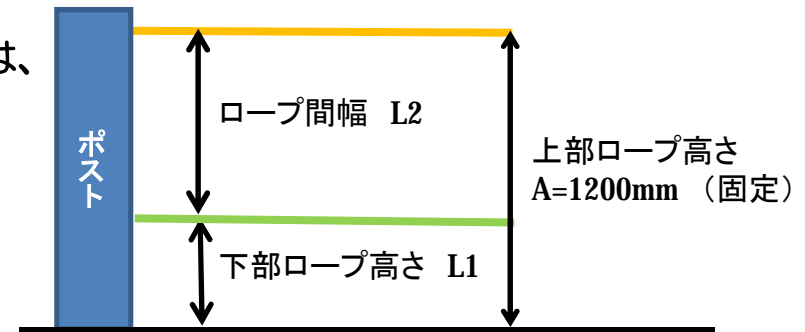 は、
ロープ間幅 L2
ポスト
上部ロープ高さ
A=1200mm （固定）
下部ロープ高さ L1